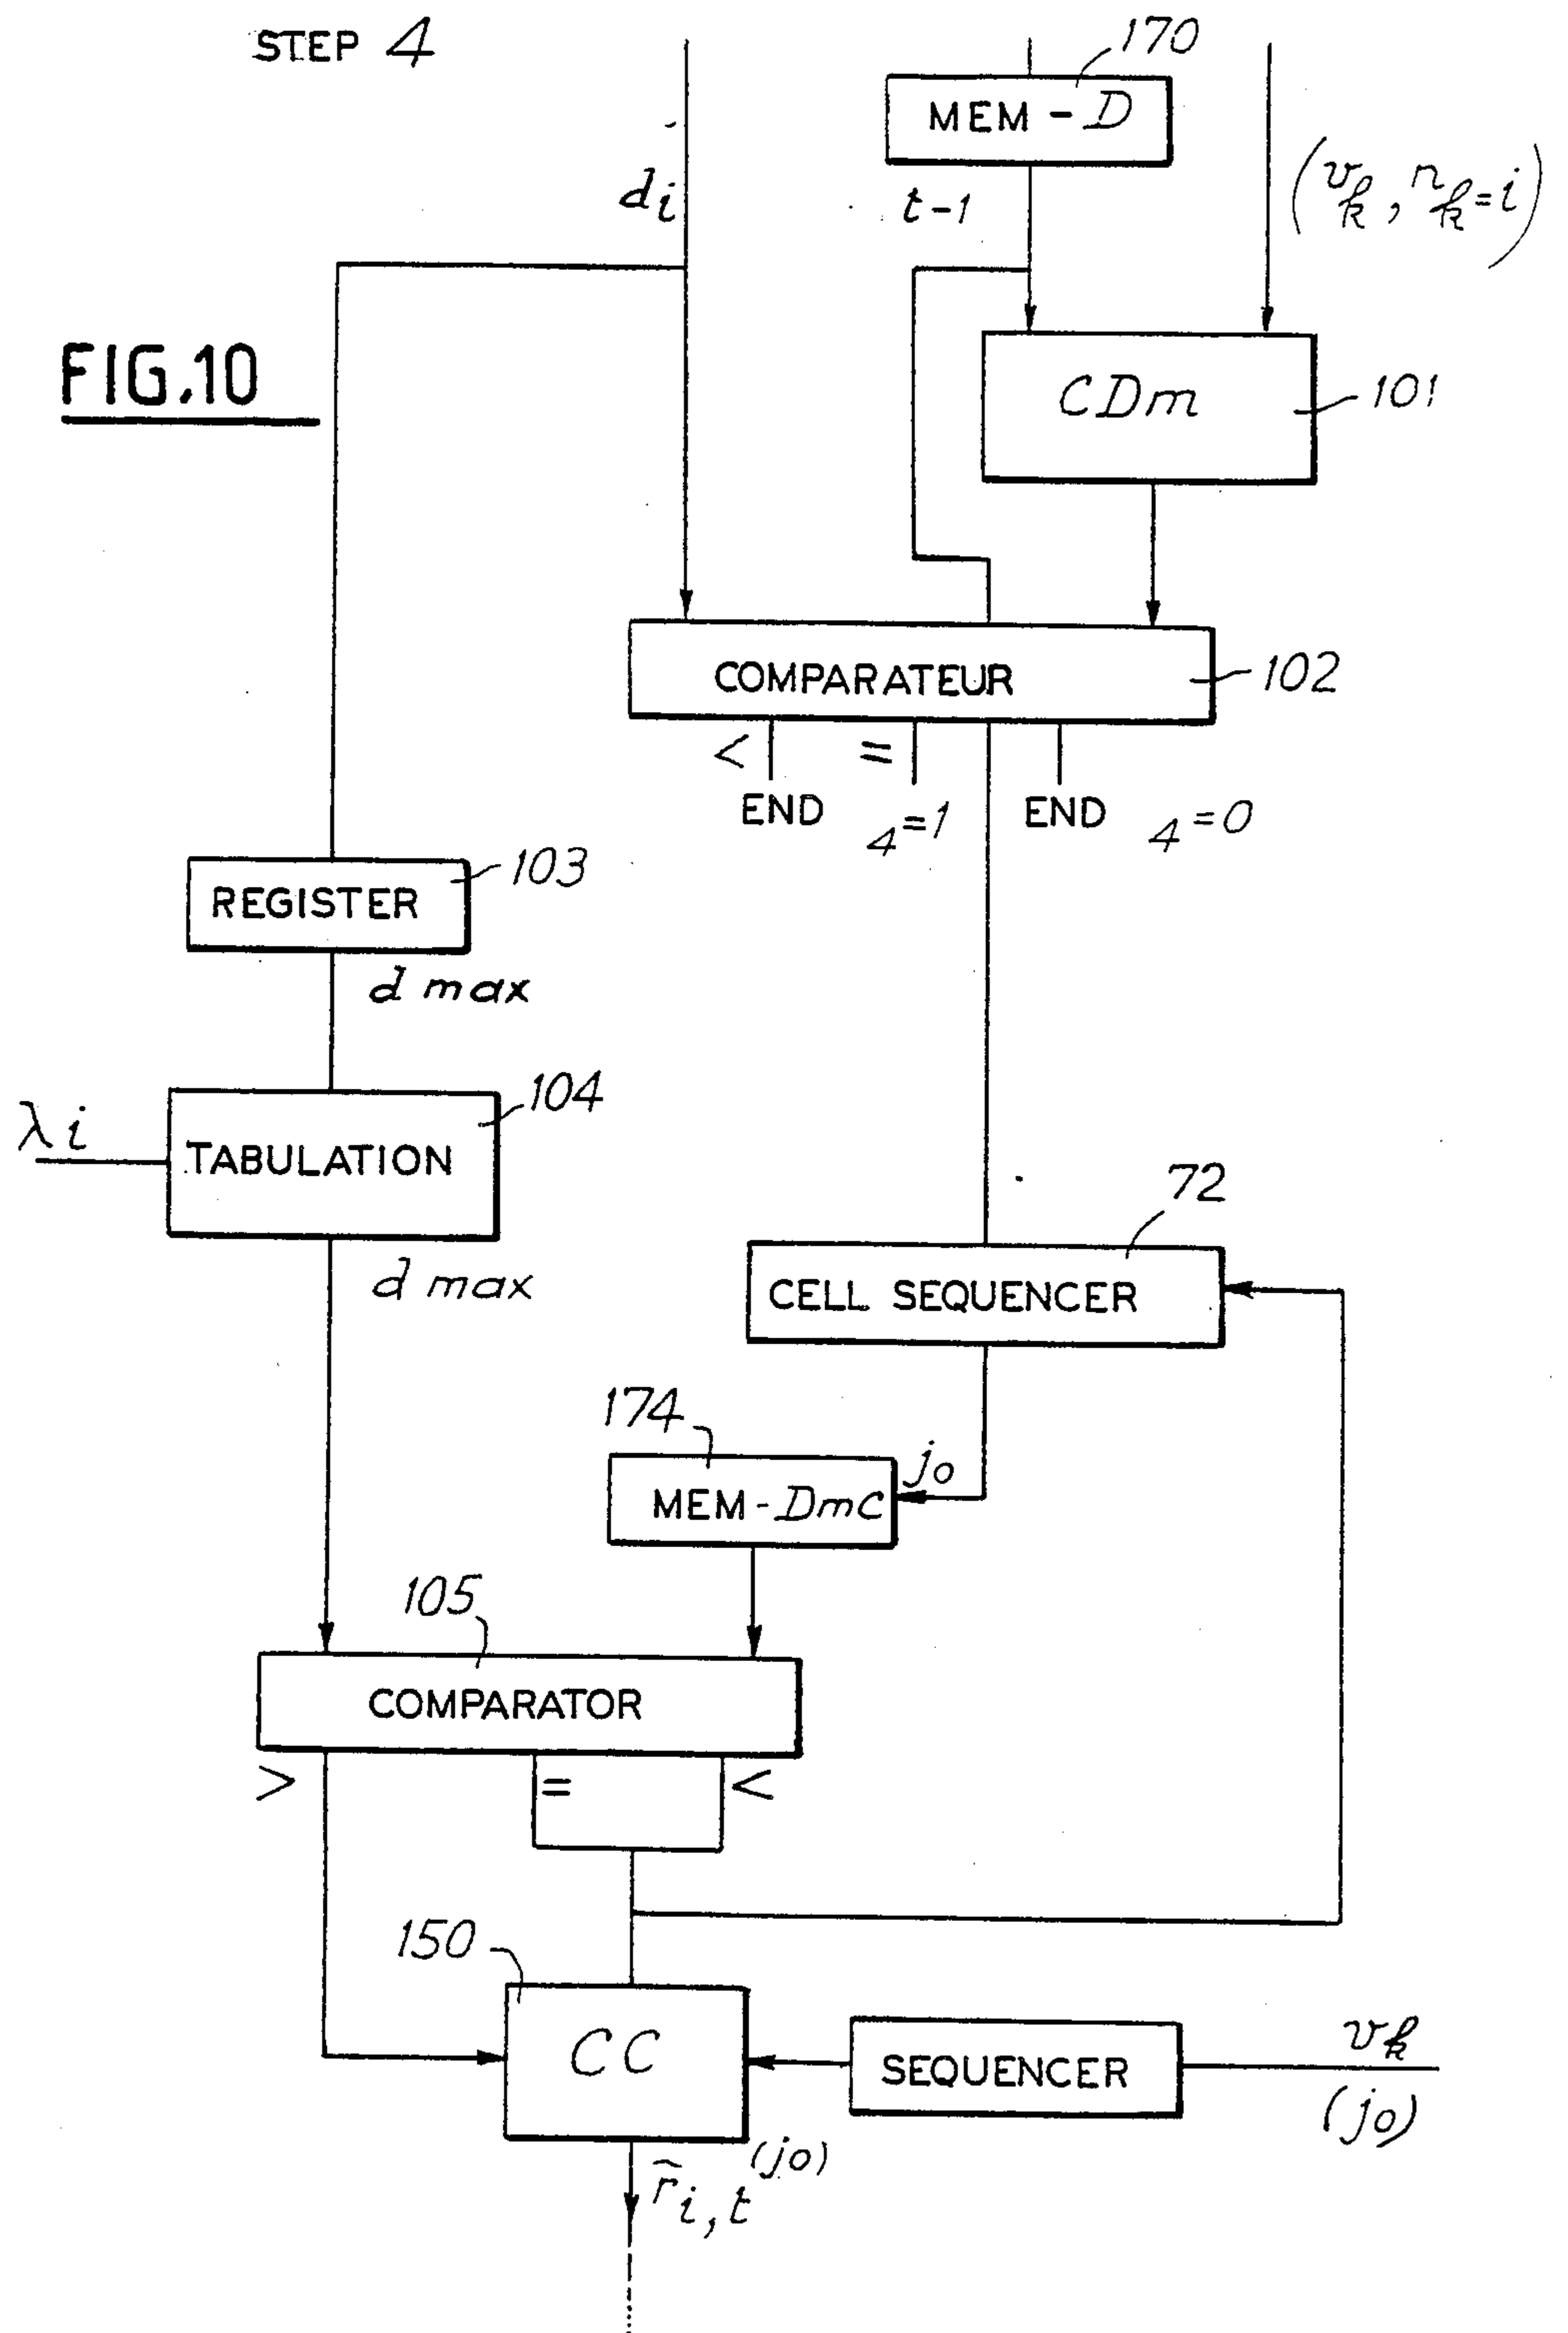 STEP 4
170
MEM - D
di
t-1
(vk, nk=i)
FIG.10
CDm
101
COMPARATEUR
102
< =
END 4=1 END 4=0
103
REGISTER
d max
104
λi
TABULATION
72
d max
CELL SEQUENCER
174
jo
MEM-DmC
105
COMPARATOR
> = <
150
CC
SEQUENCER
vk
(jo)
r̂i,t(jo)